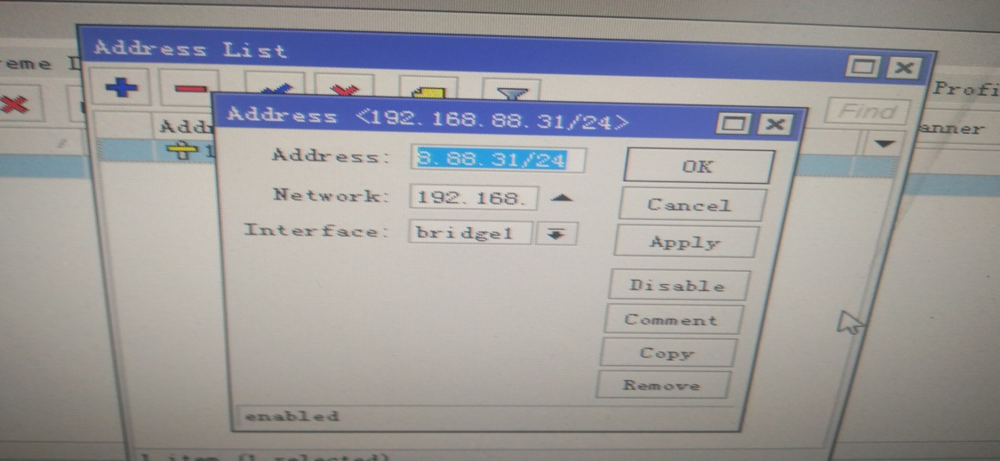 Address List
Profi
eme
Find
Addr
anner
Address <192.168.88.31/24>
Address: 8.88.31/24
OK
Network: 192.168.
Cancel
Interface: bridge1
Apply
Disable
Comment
Copy
Remove
enabled
1 item (1 selected)